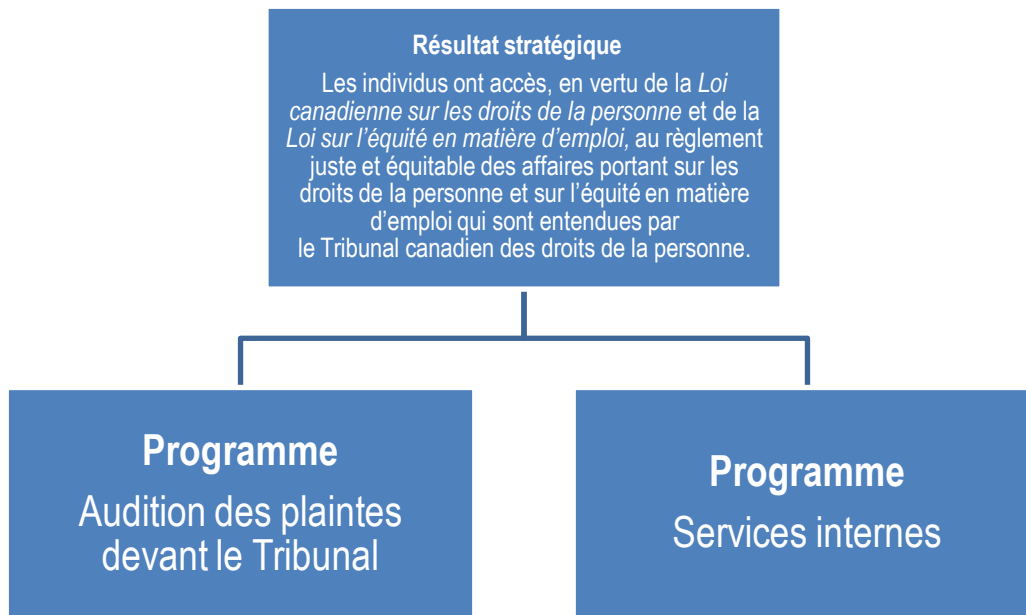 Résultat stratégique
Les individus ont accès, en vertu de la Loi
canadienne sur les droits de la personne et de la
Loi sur l’équité en matière d’emploi, au règlement
juste et équitable des affaires portant sur les
droits de la personne et sur l’équité en matière
d’emploi qui sont entendues par
le Tribunal canadien des droits de la personne.
Programme
Audition des plaintes
devant le Tribunal
Programme
Services internes